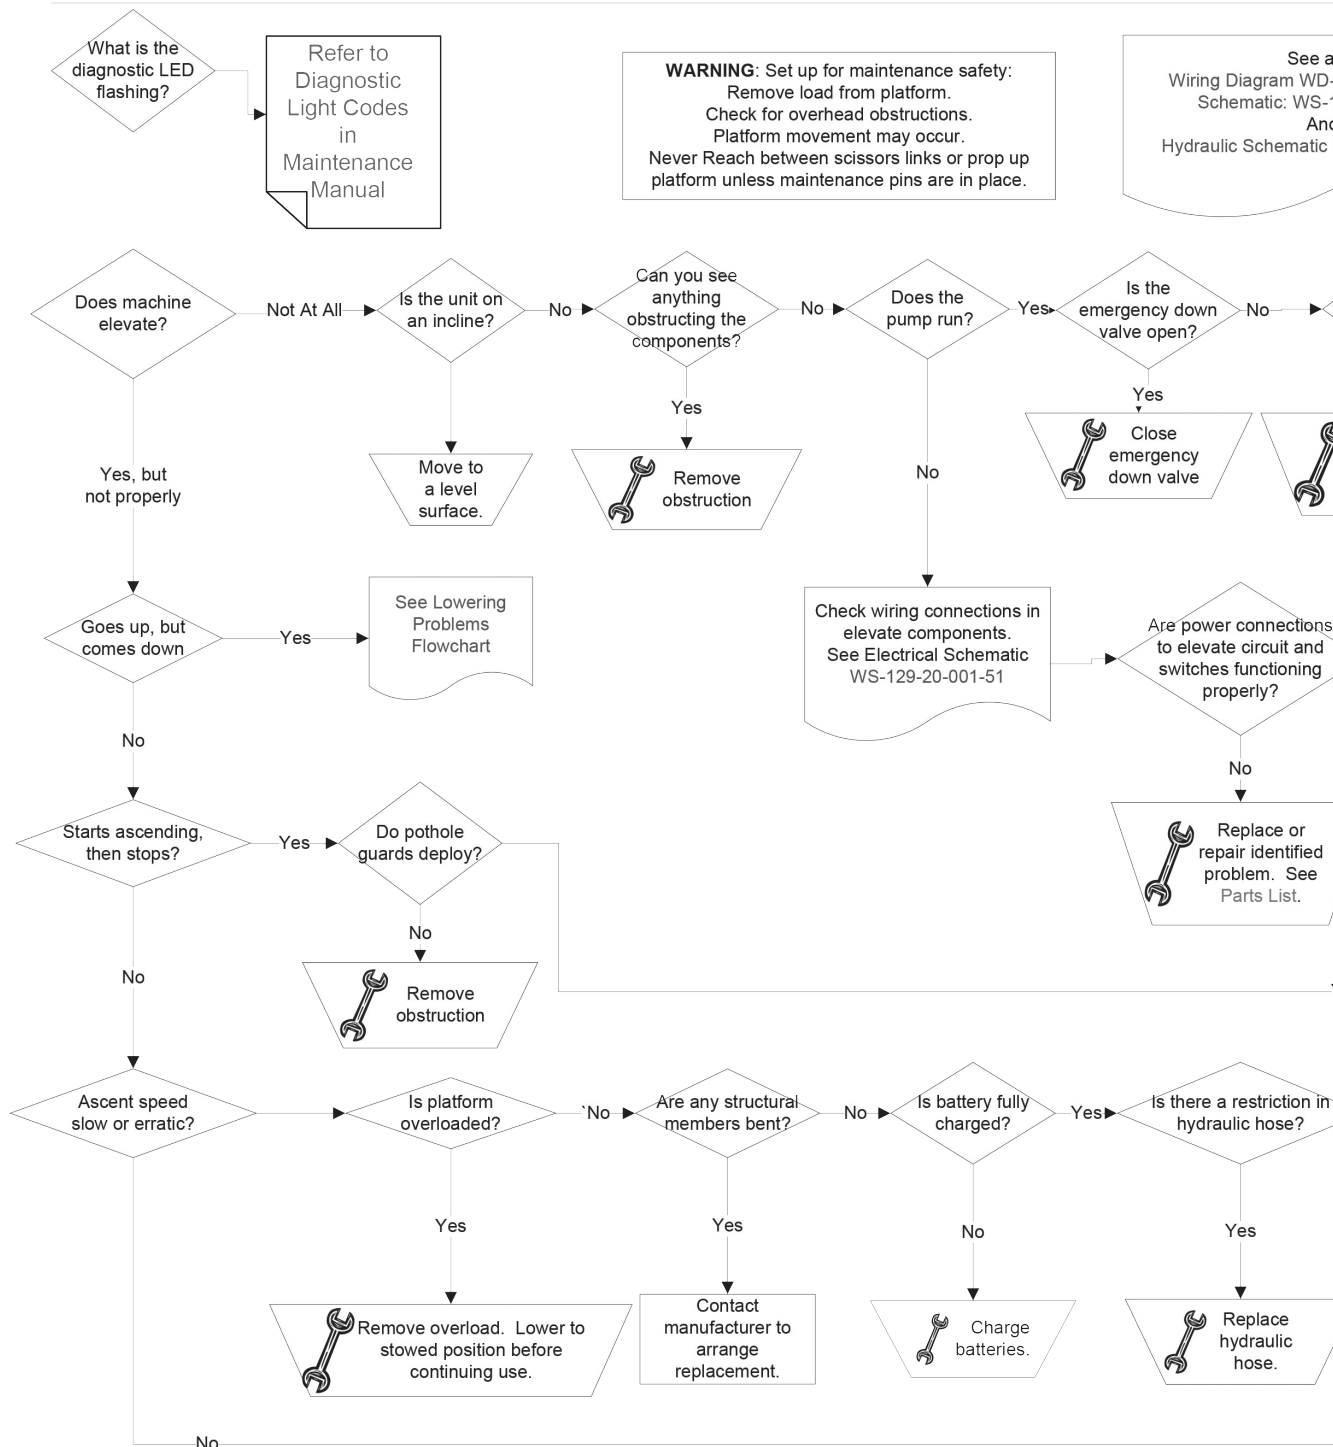 What is the
diagnostic LED
flashing?
Refer to
Diagnostic
Light Codes
in
Maintenance
Manual
WARNING: Set up for maintenance safety:
Remove load from platform.
Check for overhead obstructions.
Platform movement may occur.
Never Reach between scissors links or prop up
platform unless maintenance pins are in place.
See a
Wiring Diagram WD-
Schematic: WS-1
And
Hydraulic Schematic
Does machine
elevate?
Not At All
Is the unit on
an incline?
No
Can you see
anything
obstructing the
components?
No
Does the
pump run?
Yes
Is the
emergency down
valve open?
No
Yes
Yes
Close
emergency
down valve
Move to
a level
surface.
Remove
obstruction
No
Yes, but
not properly
Goes up, but
comes down
Yes
See Lowering
Problems
Flowchart
Check wiring connections in
elevate components.
See Electrical Schematic
WS-129-20-001-51
Are power connections
to elevate circuit and
switches functioning
properly?
No
No
Replace or
repair identified
problem. See
Parts List.
Starts ascending,
then stops?
Yes
Do pothole
guards deploy?
No
No
Remove
obstruction
Ascent speed
slow or erratic?
Is platform
overloaded?
`No
Are any structural
members bent?
No
Is battery fully
charged?
Yes
Is there a restriction in
hydraulic hose?
Yes
Yes
No
Yes
Remove overload. Lower to
stowed position before
continuing use.
Contact
manufacturer to
arrange
replacement.
Charge
batteries.
Replace
hydraulic
hose.
No